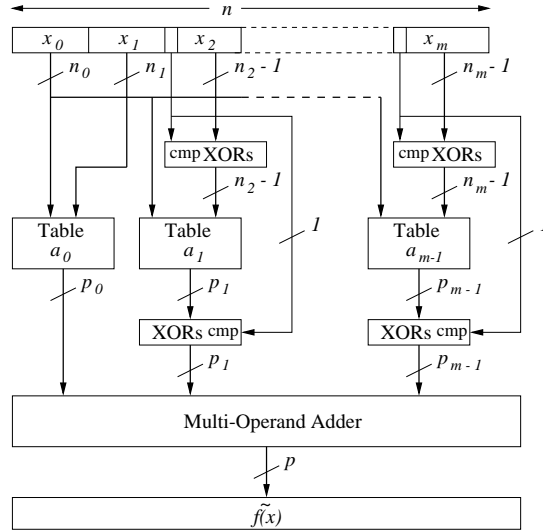 n
x0 x1 x2 xm
n0 n1 n2 - 1 nm - 1
cmp XORs cmp XORs
n2 - 1 nm - 1
1
Table a0
Table a1
Table am-1
p0 p1 pm - 1
XORs cmp XORs cmp
p1 pm - 1
Multi-Operand Adder
p
f̃(x)